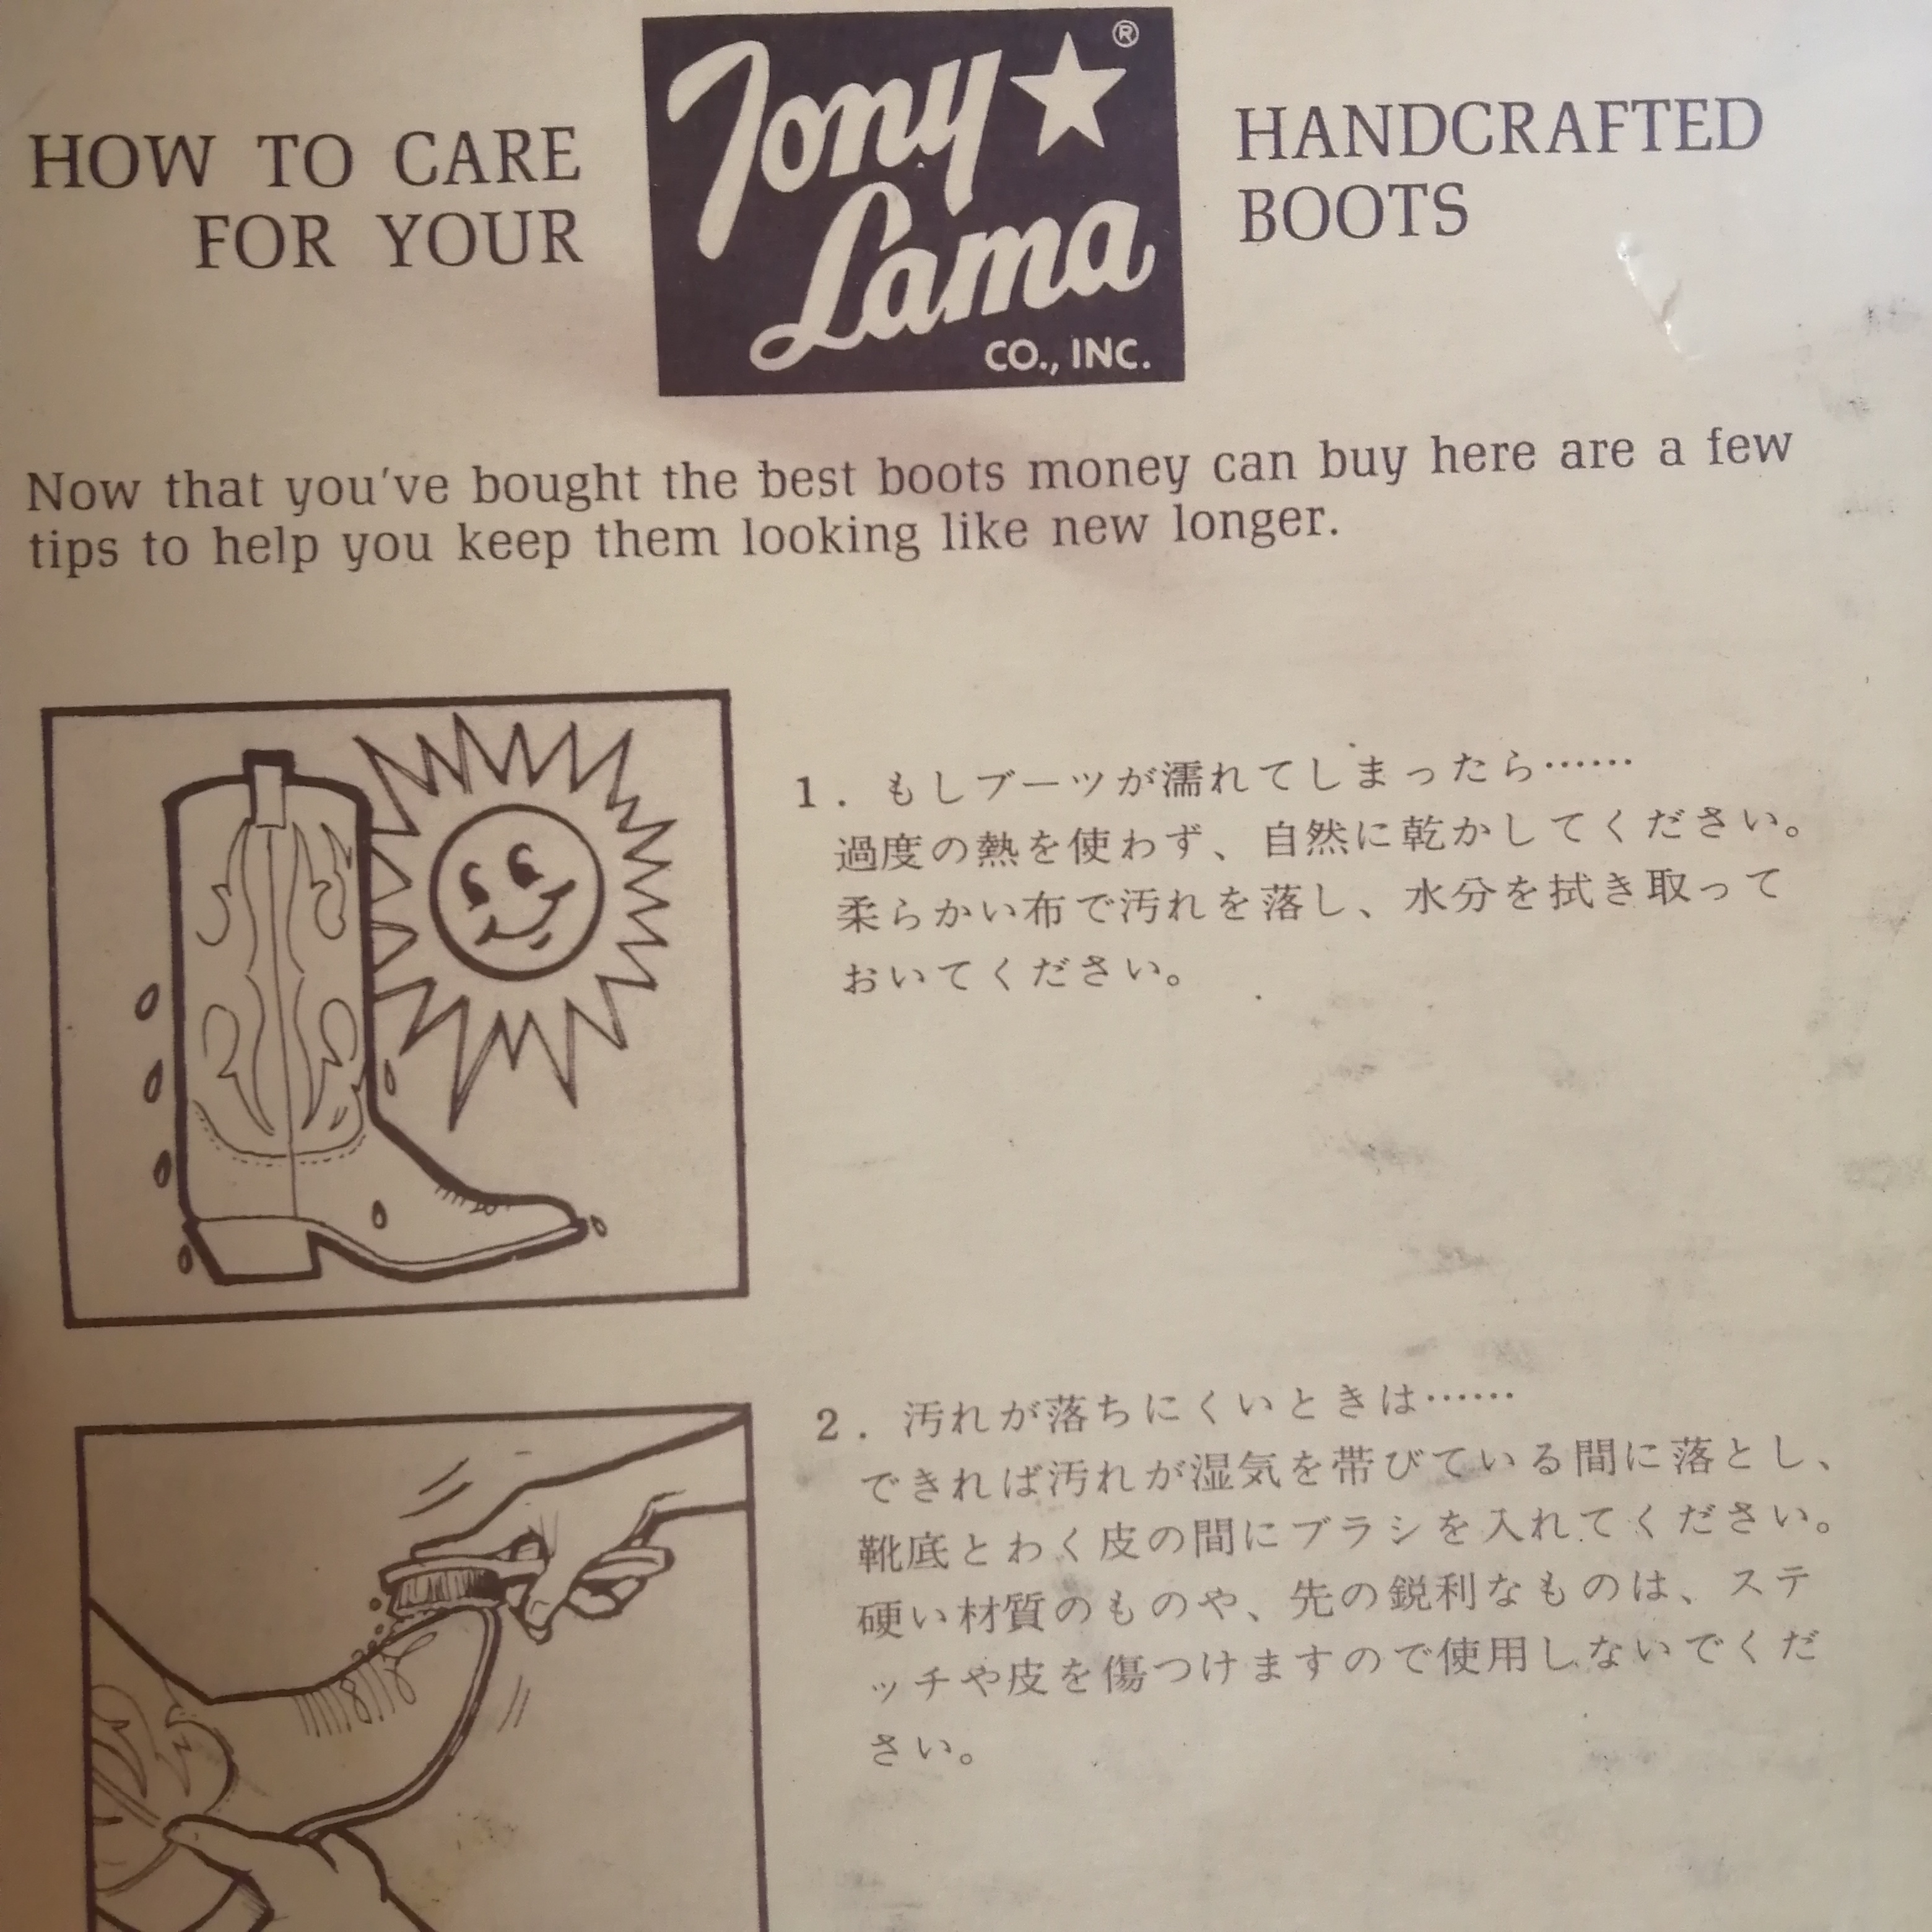 HOW TO CARE
FOR YOUR
Tony Lama ®
CO., INC.
HANDCRAFTED
BOOTS
Now that you've bought the best boots money can buy here are a few
tips to help you keep them looking like new longer.
1．もしブーツが濡れてしまったら……
過度の熱を使わず、自然に乾かしてください。
柔らかい布で汚れを落し、水分を拭き取って
おいてください。
2．汚れが落ちにくいときは……
できれば汚れが湿気を帯びている間に落とし、
靴底とわく皮の間にブラシを入れてください。
硬い材質のものや、先の鋭利なものは、ステ
ッチや皮を傷つけますので使用しないでくだ
さい。